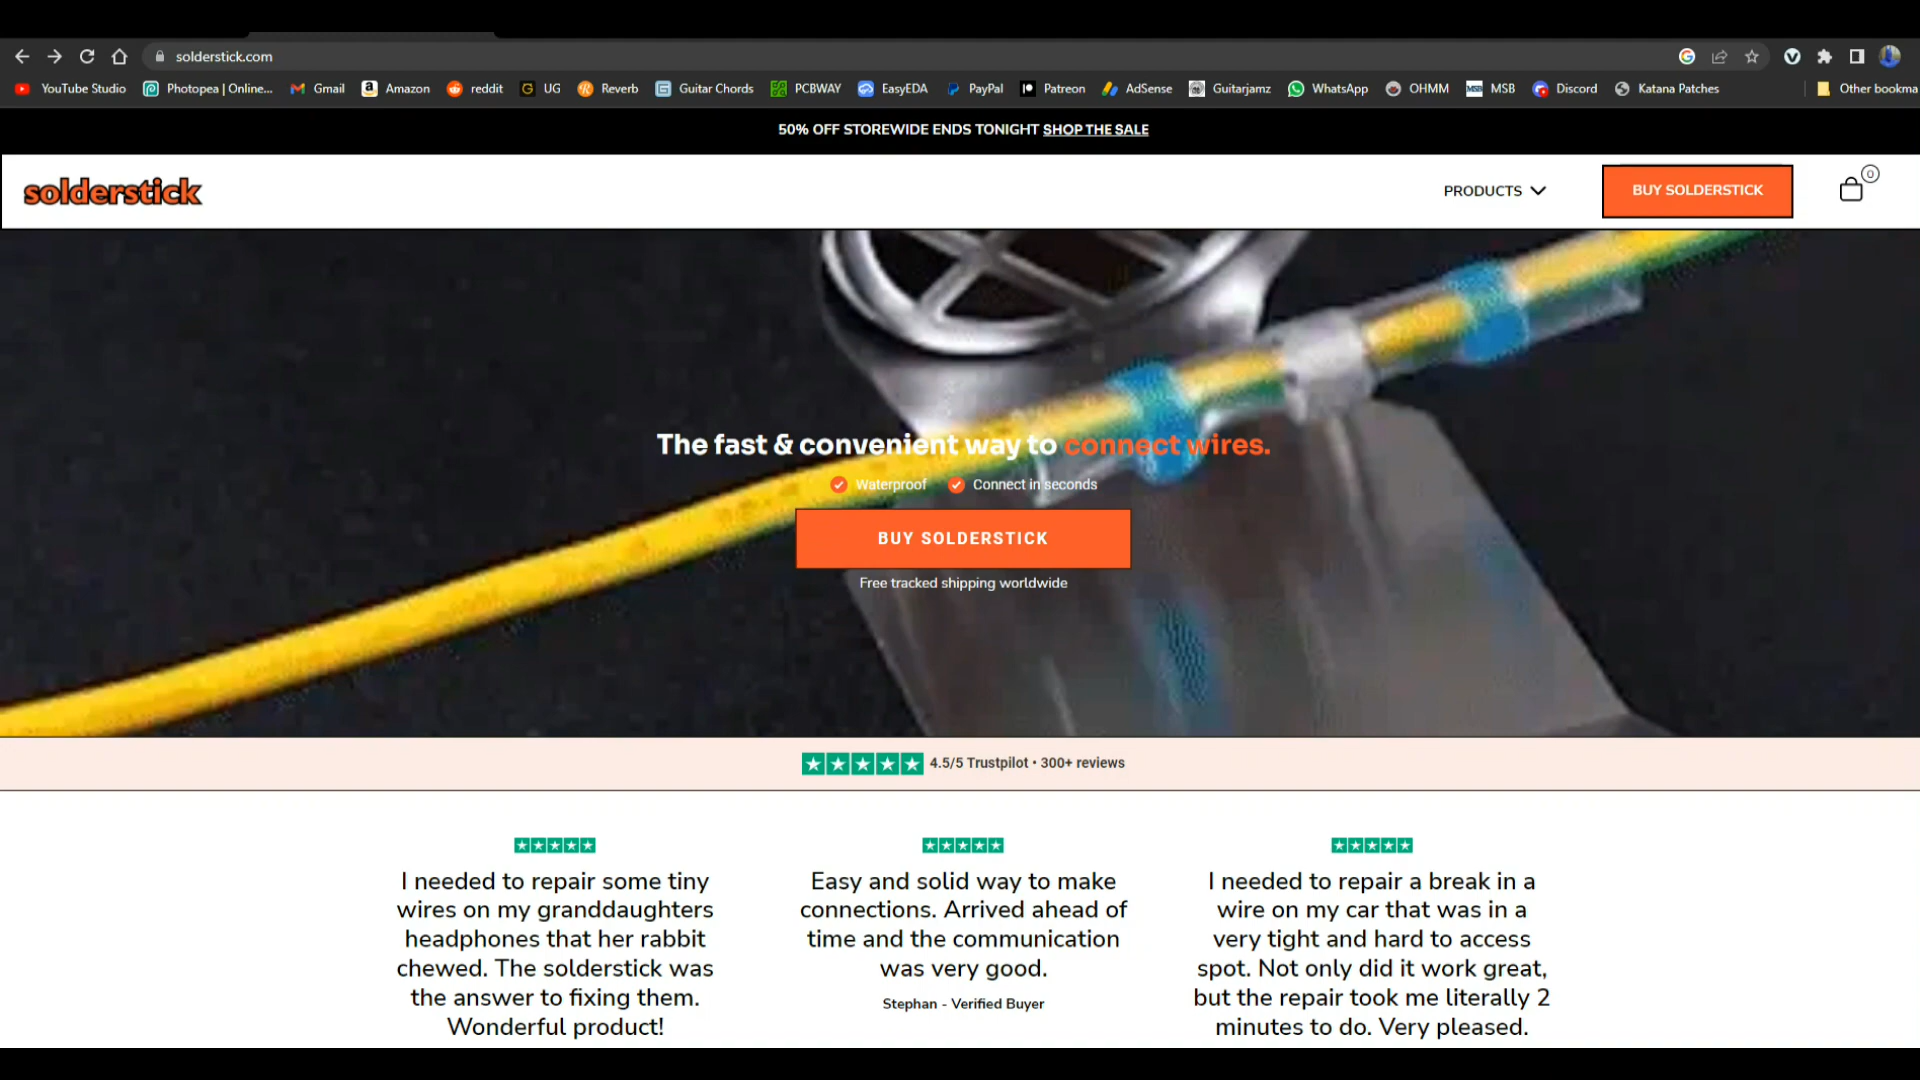 solderstick.com
YouTube Studio Photopea | Online... Gmail Amazon reddit UG Reverb Guitar Chords PCBWAY EasyEDA PayPal Patreon AdSense Guitarjamz WhatsApp OHMM MSB Discord Katana Patches Other bookma
50% OFF STOREWIDE ENDS TONIGHT SHOP THE SALE
solderstick PRODUCTS BUY SOLDERSTICK 0
The fast & convenient way to connect wires.
Waterproof Connect in seconds
BUY SOLDERSTICK
Free tracked shipping worldwide
4.5/5 Trustpilot • 300+ reviews
I needed to repair some tiny
wires on my granddaughters
headphones that her rabbit
chewed. The solderstick was
the answer to fixing them.
Wonderful product!
Easy and solid way to make
connections. Arrived ahead of
time and the communication
was very good.
Stephan - Verified Buyer
I needed to repair a break in a
wire on my car that was in a
very tight and hard to access
spot. Not only did it work great,
but the repair took me literally 2
minutes to do. Very pleased.